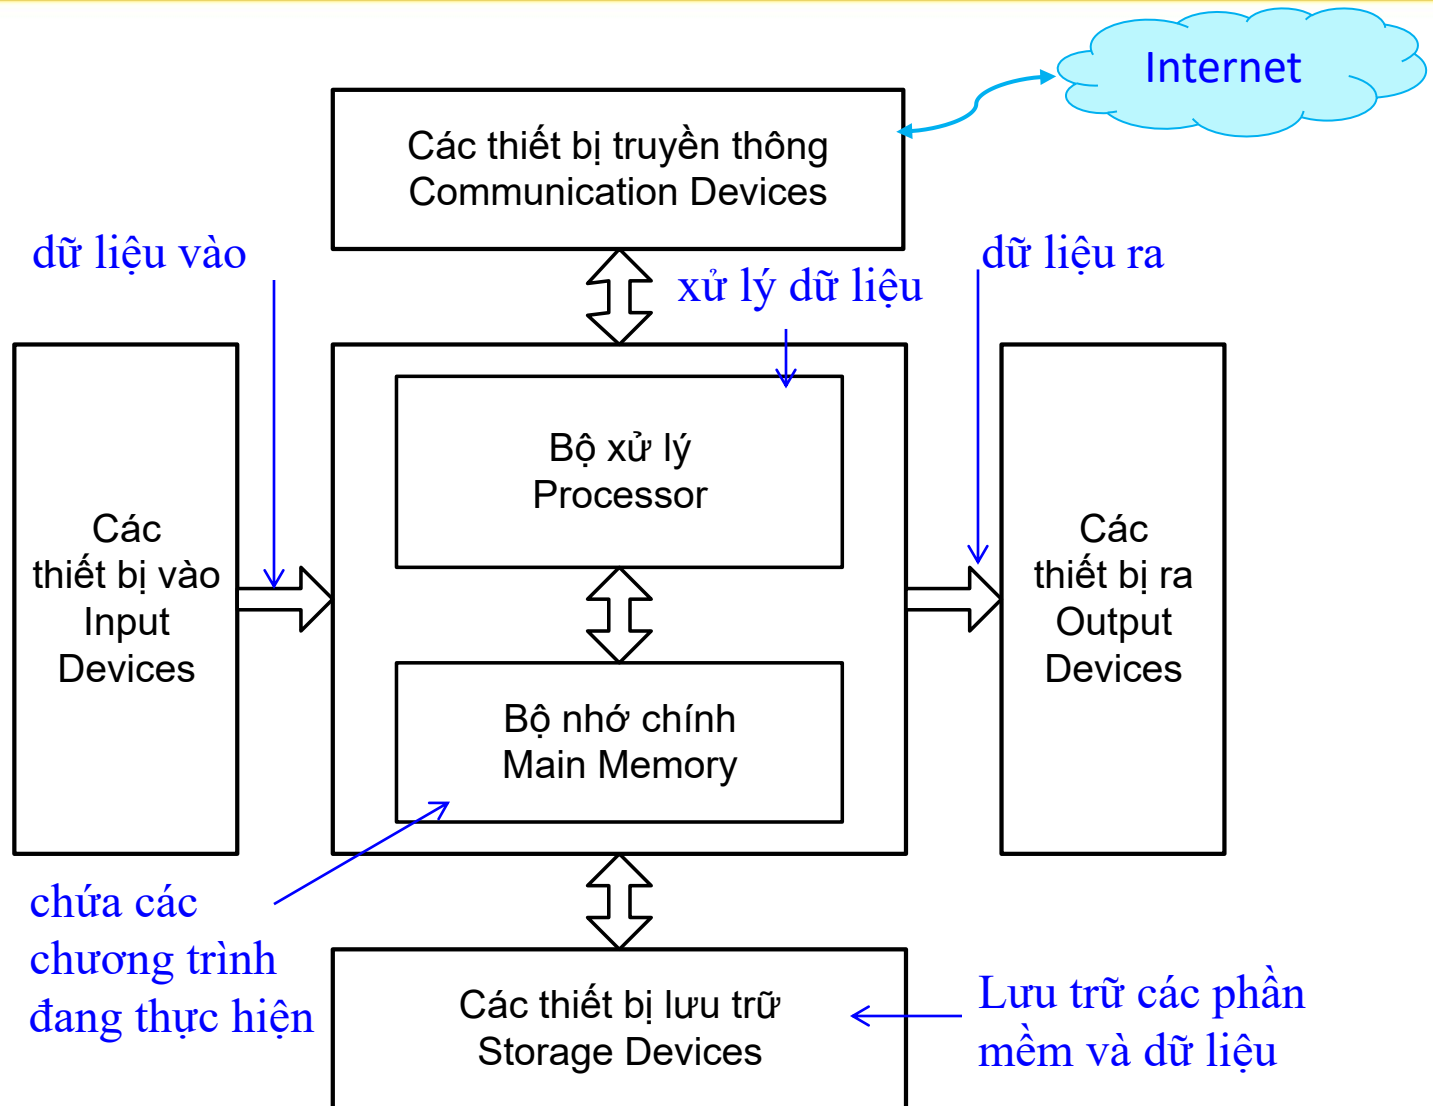 Internet
Các thiết bị truyền thông
Communication Devices
dữ liệu vào
xử lý dữ liệu
dữ liệu ra
Các
thiết bị vào
Input
Devices
Bộ xử lý
Processor
Bộ nhớ chính
Main Memory
Các
thiết bị ra
Output
Devices
chứa các
chương trình
đang thực hiện
Các thiết bị lưu trữ
Storage Devices
Lưu trữ các phần
mềm và dữ liệu